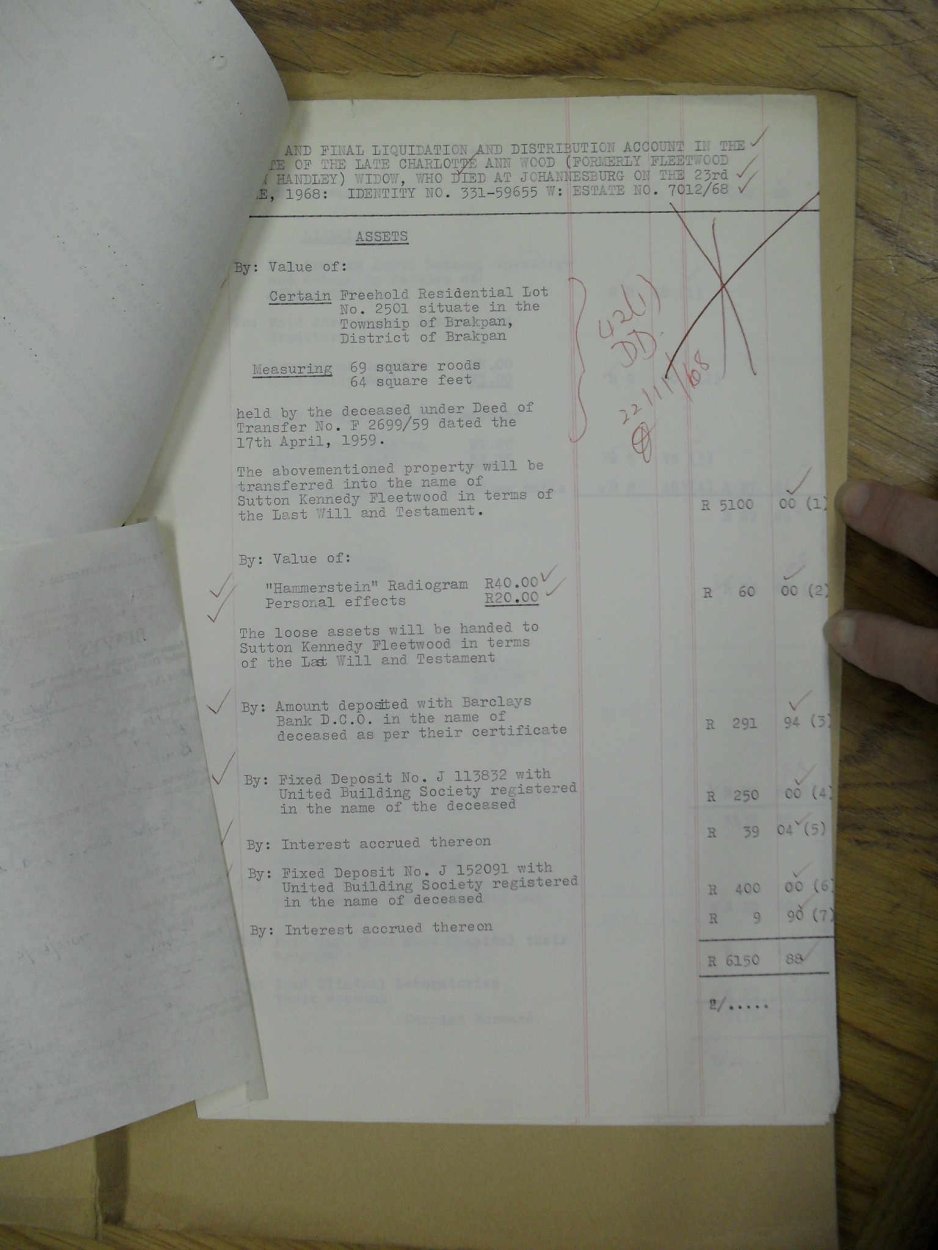 AND FINAL LIQUIDATION AND DISTRIBUTION ACCOUNT IN THE
TE OF THE LATE CHARLOTTE ANN WOOD (FORMERLY FLEETWOOD
HANDLEY) WIDOW, WHO DIED AT JOHANNESBURG ON THE 23rd
E, 1968: IDENTITY NO. 331-59655 W: ESTATE NO. 7012/68
ASSETS
By: Value of:
Certain Freehold Residential Lot
No. 2501 situate in the
Township of Brakpan,
District of Brakpan
Measuring 69 square roods
64 square feet
42(1)
DD
22/11/68
held by the deceased under Deed of
Transfer No. F 2699/59 dated the
17th April, 1959.
The abovementioned property will be
transferred into the name of
Sutton Kennedy Fleetwood in terms of
the Last Will and Testament. R 5100 00 (1)
By: Value of:
"Hammerstein" Radiogram R40.00
Personal effects R20.00 R 60 00 (2)
The loose assets will be handed to
Sutton Kennedy Fleetwood in terms
of the Last Will and Testament
By: Amount deposited with Barclays
Bank D.C.O. in the name of
deceased as per their certificate R 291 94 (3)
By: Fixed Deposit No. J 113832 with
United Building Society registered
in the name of the deceased R 250 00 (4)
By: Interest accrued thereon R 39 04 (5)
By: Fixed Deposit No. J 152091 with
United Building Society registered
in the name of deceased R 400 00 (6)
By: Interest accrued thereon R 9 90 (7)
R 6150 88
2/.....